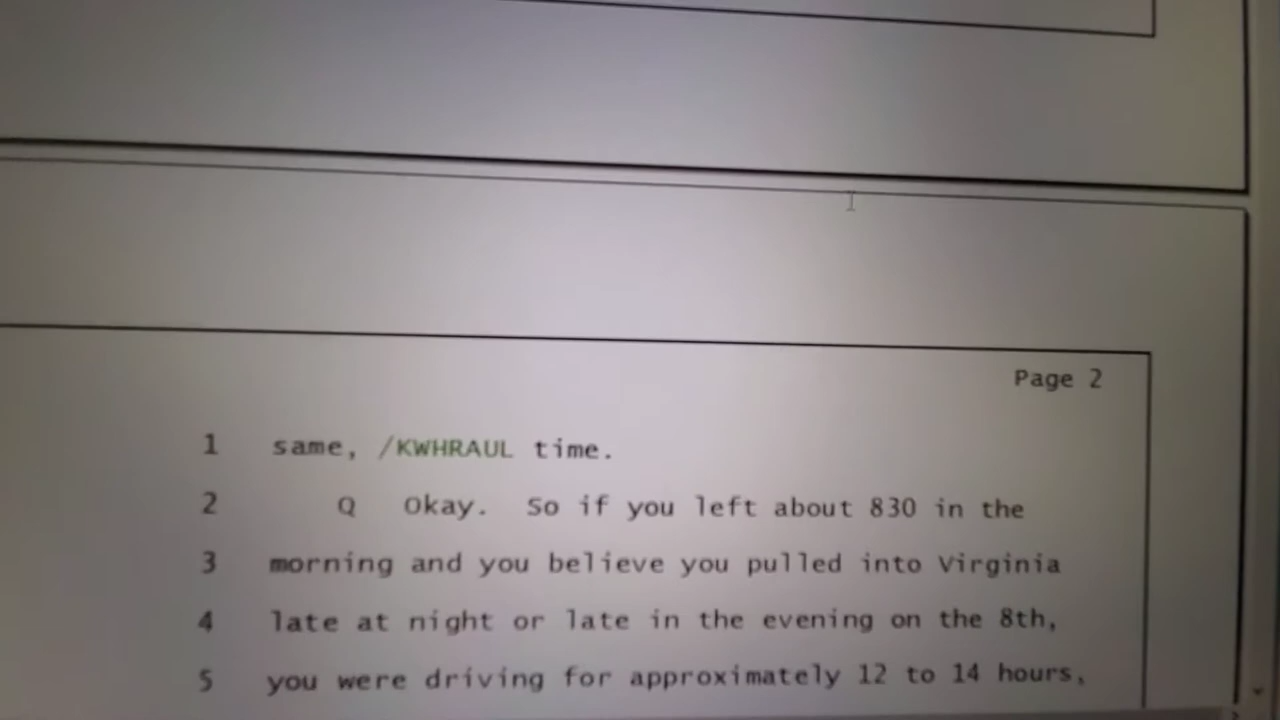 Page 2
1 same, /KWHRAUL time.
2 Q Okay. So if you left about 830 in the
3 morning and you believe you pulled into Virginia
4 late at night or late in the evening on the 8th,
5 you were driving for approximately 12 to 14 hours,